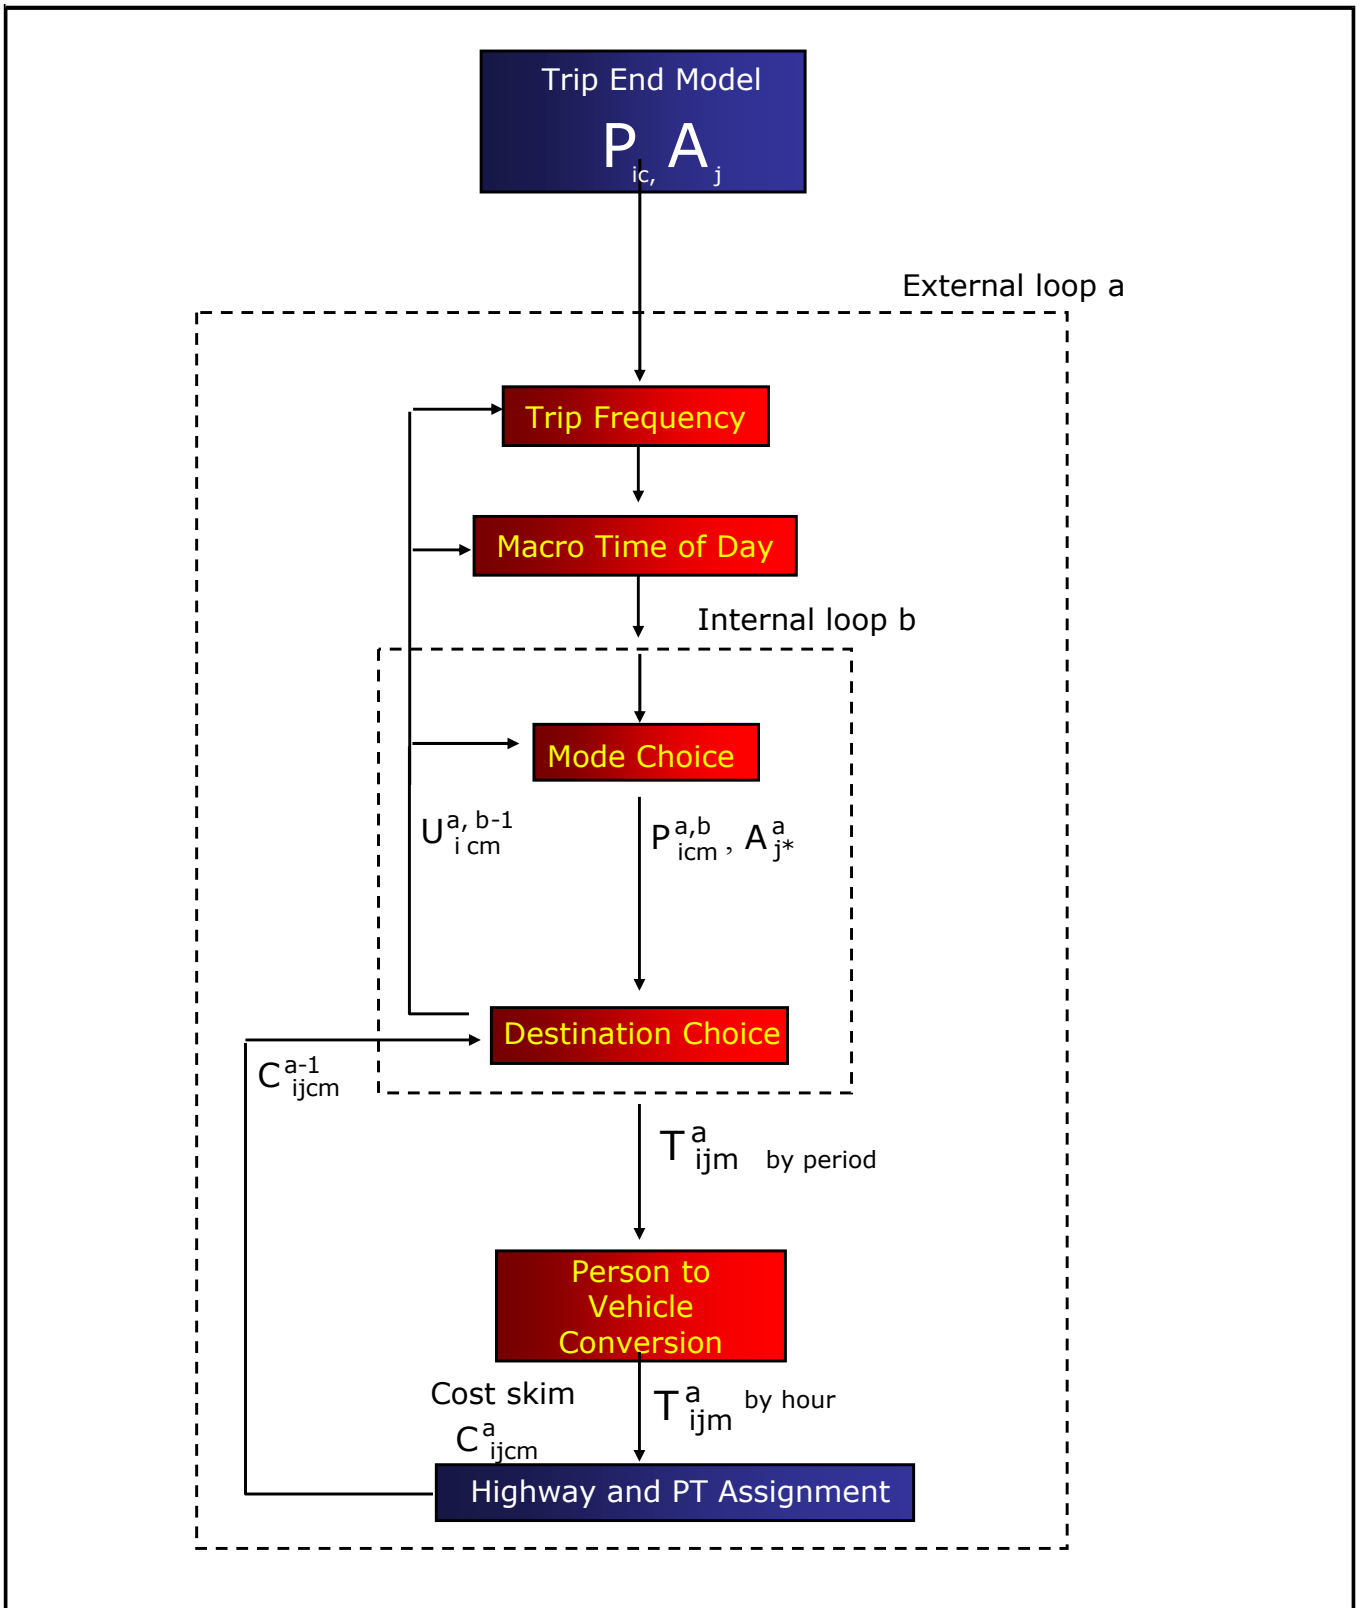 Trip End Model
P ic, A j
External loop a
Trip Frequency
Macro Time of Day
Internal loop b
Mode Choice
U i cm a, b-1
P icm a,b , A j* a
Destination Choice
C ijcm a-1
T ijm a by period
Person to
Vehicle
Conversion
Cost skim
T ijm a by hour
C ijcm a
Highway and PT Assignment